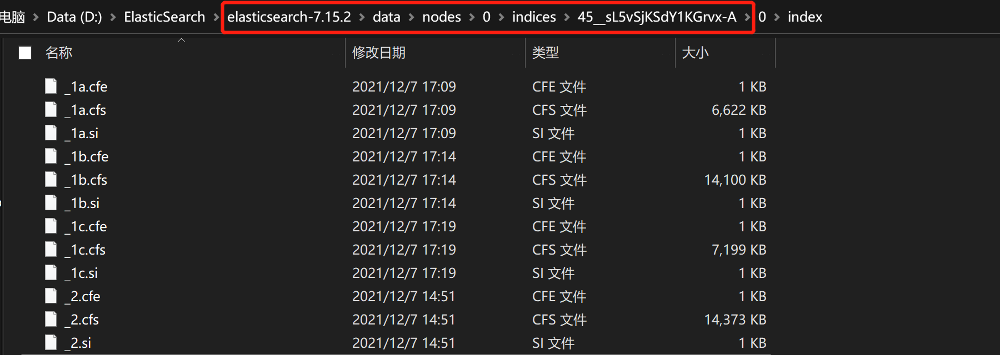 电脑 > Data (D:) > ElasticSearch > elasticsearch-7.15.2 > data > nodes > 0 > indices > 45__sL5vSjKSdY1KGrvx-A > 0 > index
名称 修改日期 类型 大小
_1a.cfe 2021/12/7 17:09 CFE 文件 1 KB
_1a.cfs 2021/12/7 17:09 CFS 文件 6,622 KB
_1a.si 2021/12/7 17:09 SI 文件 1 KB
_1b.cfe 2021/12/7 17:14 CFE 文件 1 KB
_1b.cfs 2021/12/7 17:14 CFS 文件 14,100 KB
_1b.si 2021/12/7 17:14 SI 文件 1 KB
_1c.cfe 2021/12/7 17:19 CFE 文件 1 KB
_1c.cfs 2021/12/7 17:19 CFS 文件 7,199 KB
_1c.si 2021/12/7 17:19 SI 文件 1 KB
_2.cfe 2021/12/7 14:51 CFE 文件 1 KB
_2.cfs 2021/12/7 14:51 CFS 文件 14,373 KB
_2.si 2021/12/7 14:51 SI 文件 1 KB